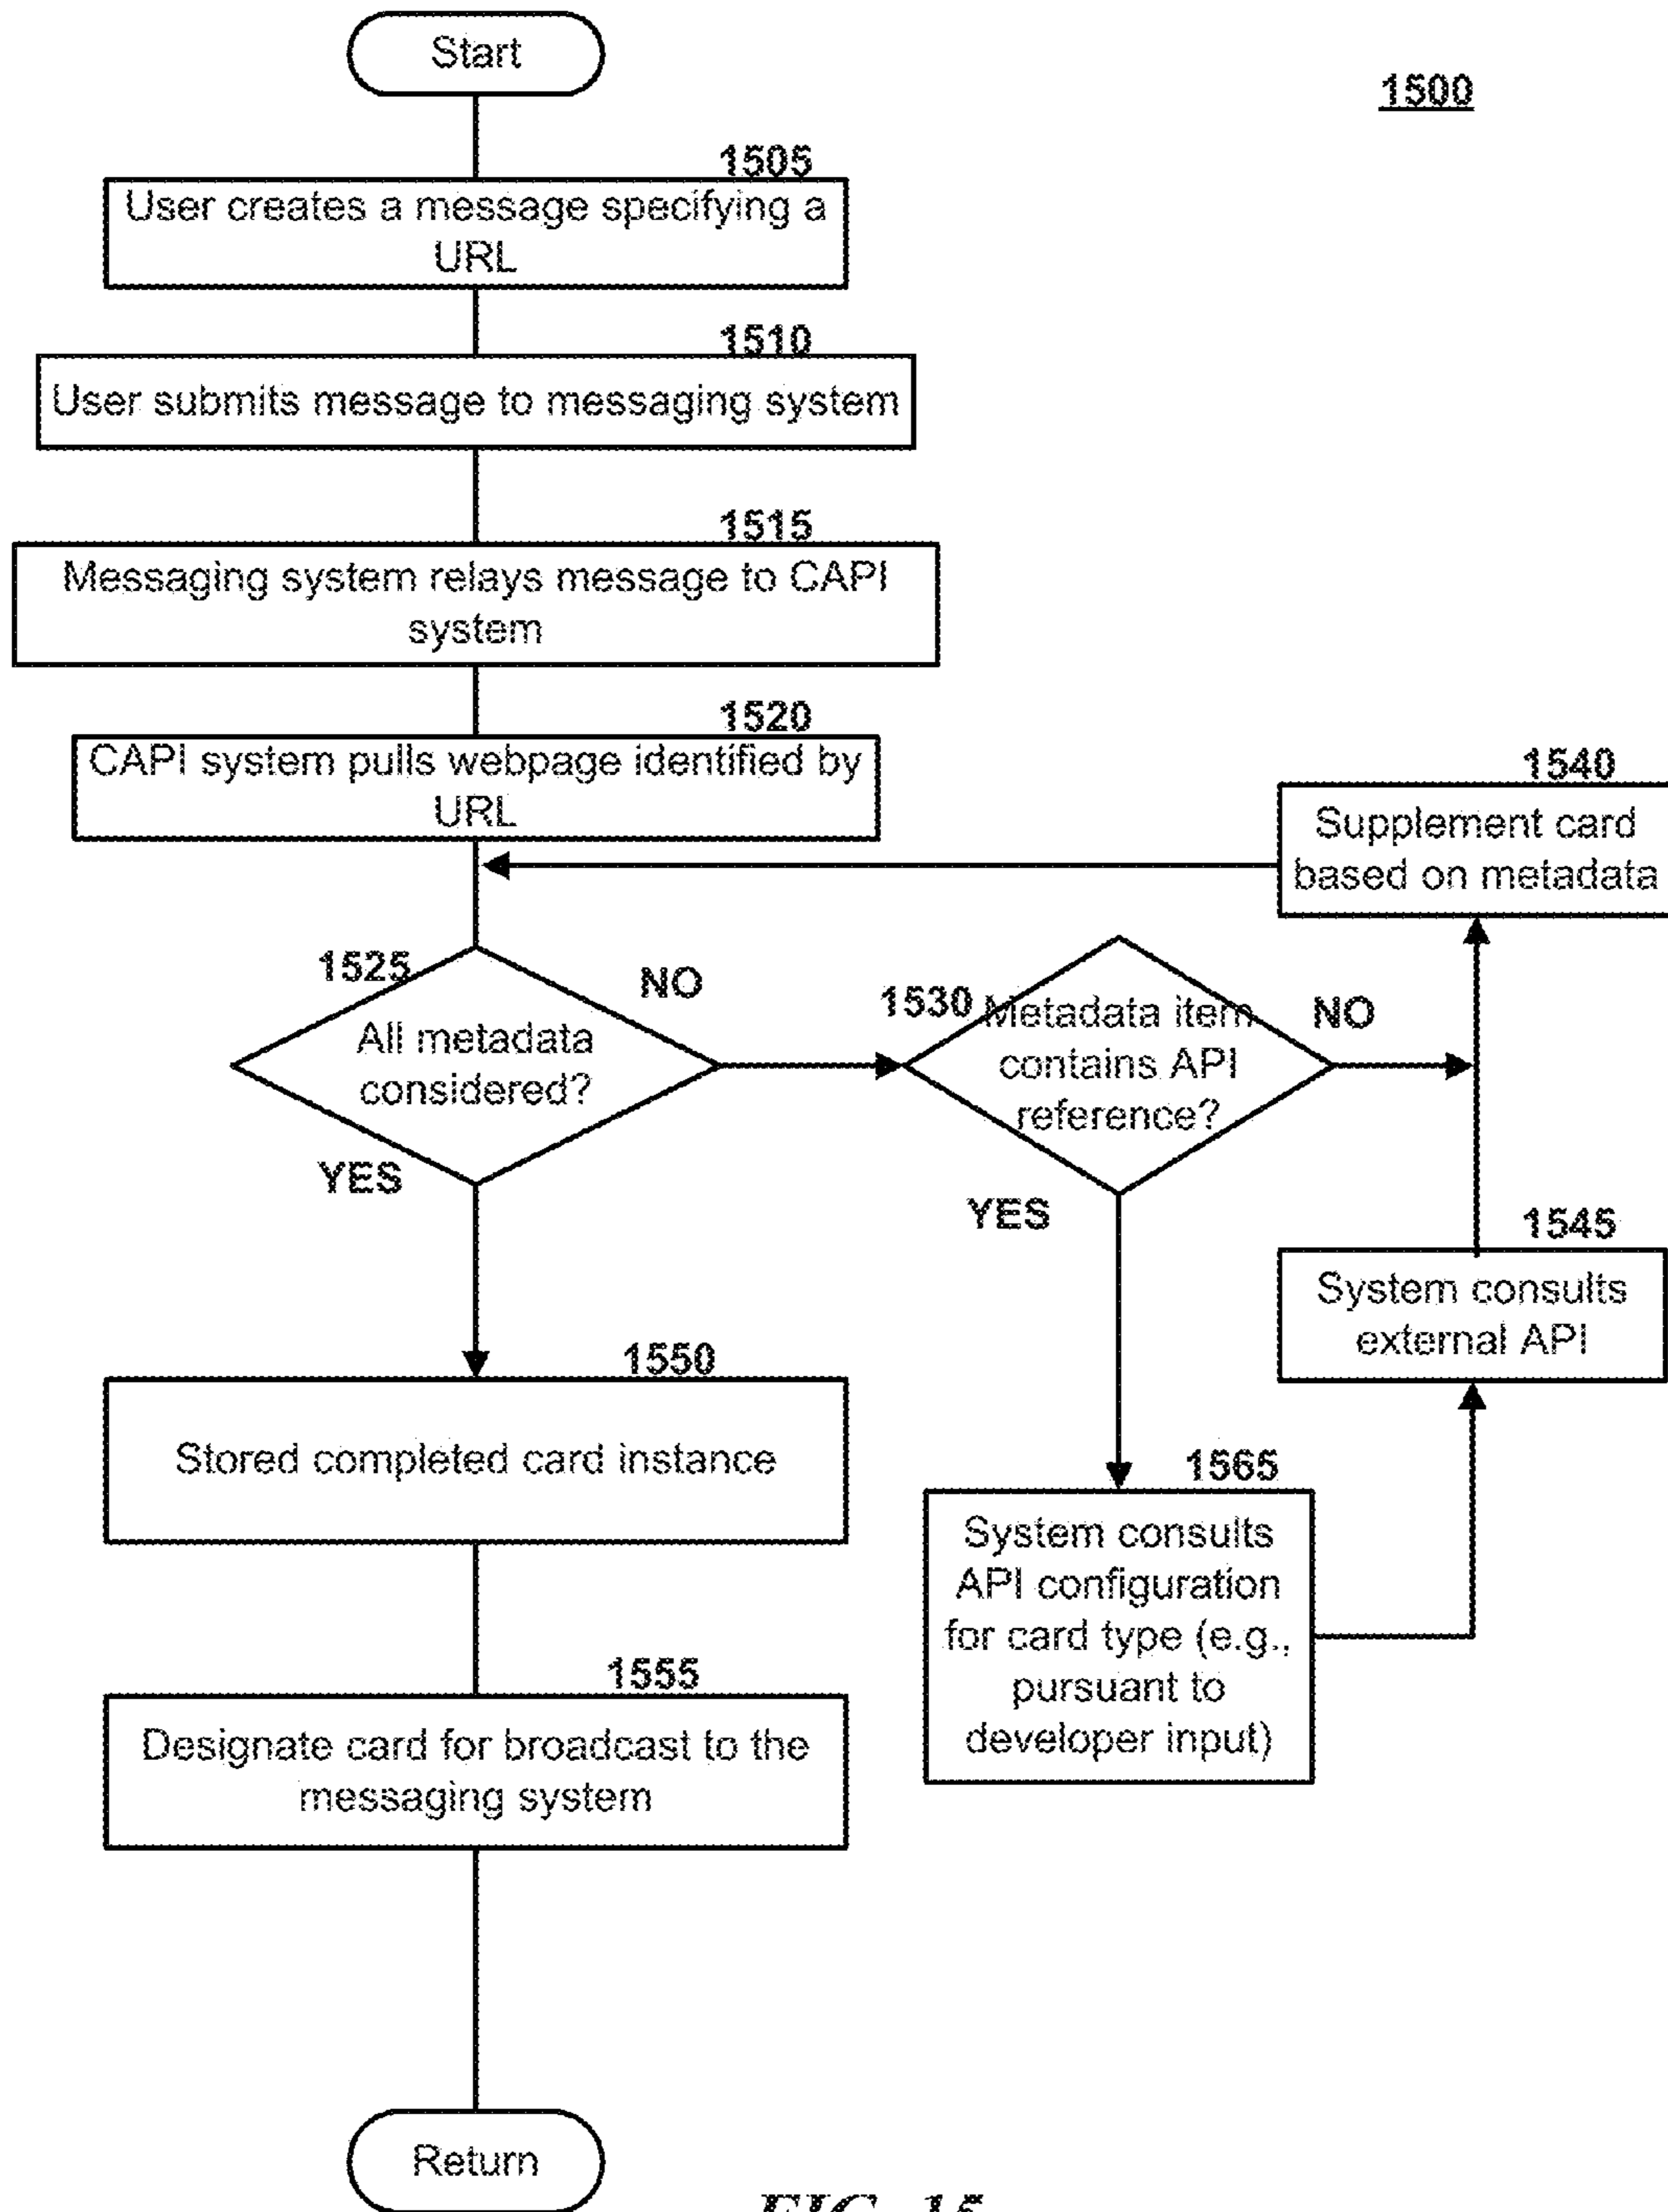 Start
1500
1505
User creates a message specifying a
URL
1510
User submits message to messaging system
1515
Messaging system relays message to CAPI
system
1520
CAPI system pulls webpage identified by
URL
1540
Supplement card
based on metadata
1525
All metadata
considered?
NO
YES
1530
Metadata item
contains API
reference?
NO
YES
1545
System consults
external API
1565
System consults
API configuration
for card type (e.g.,
pursuant to
developer input)
1550
Stored completed card instance
1555
Designate card for broadcast to the
messaging system
Return
FIG. 15